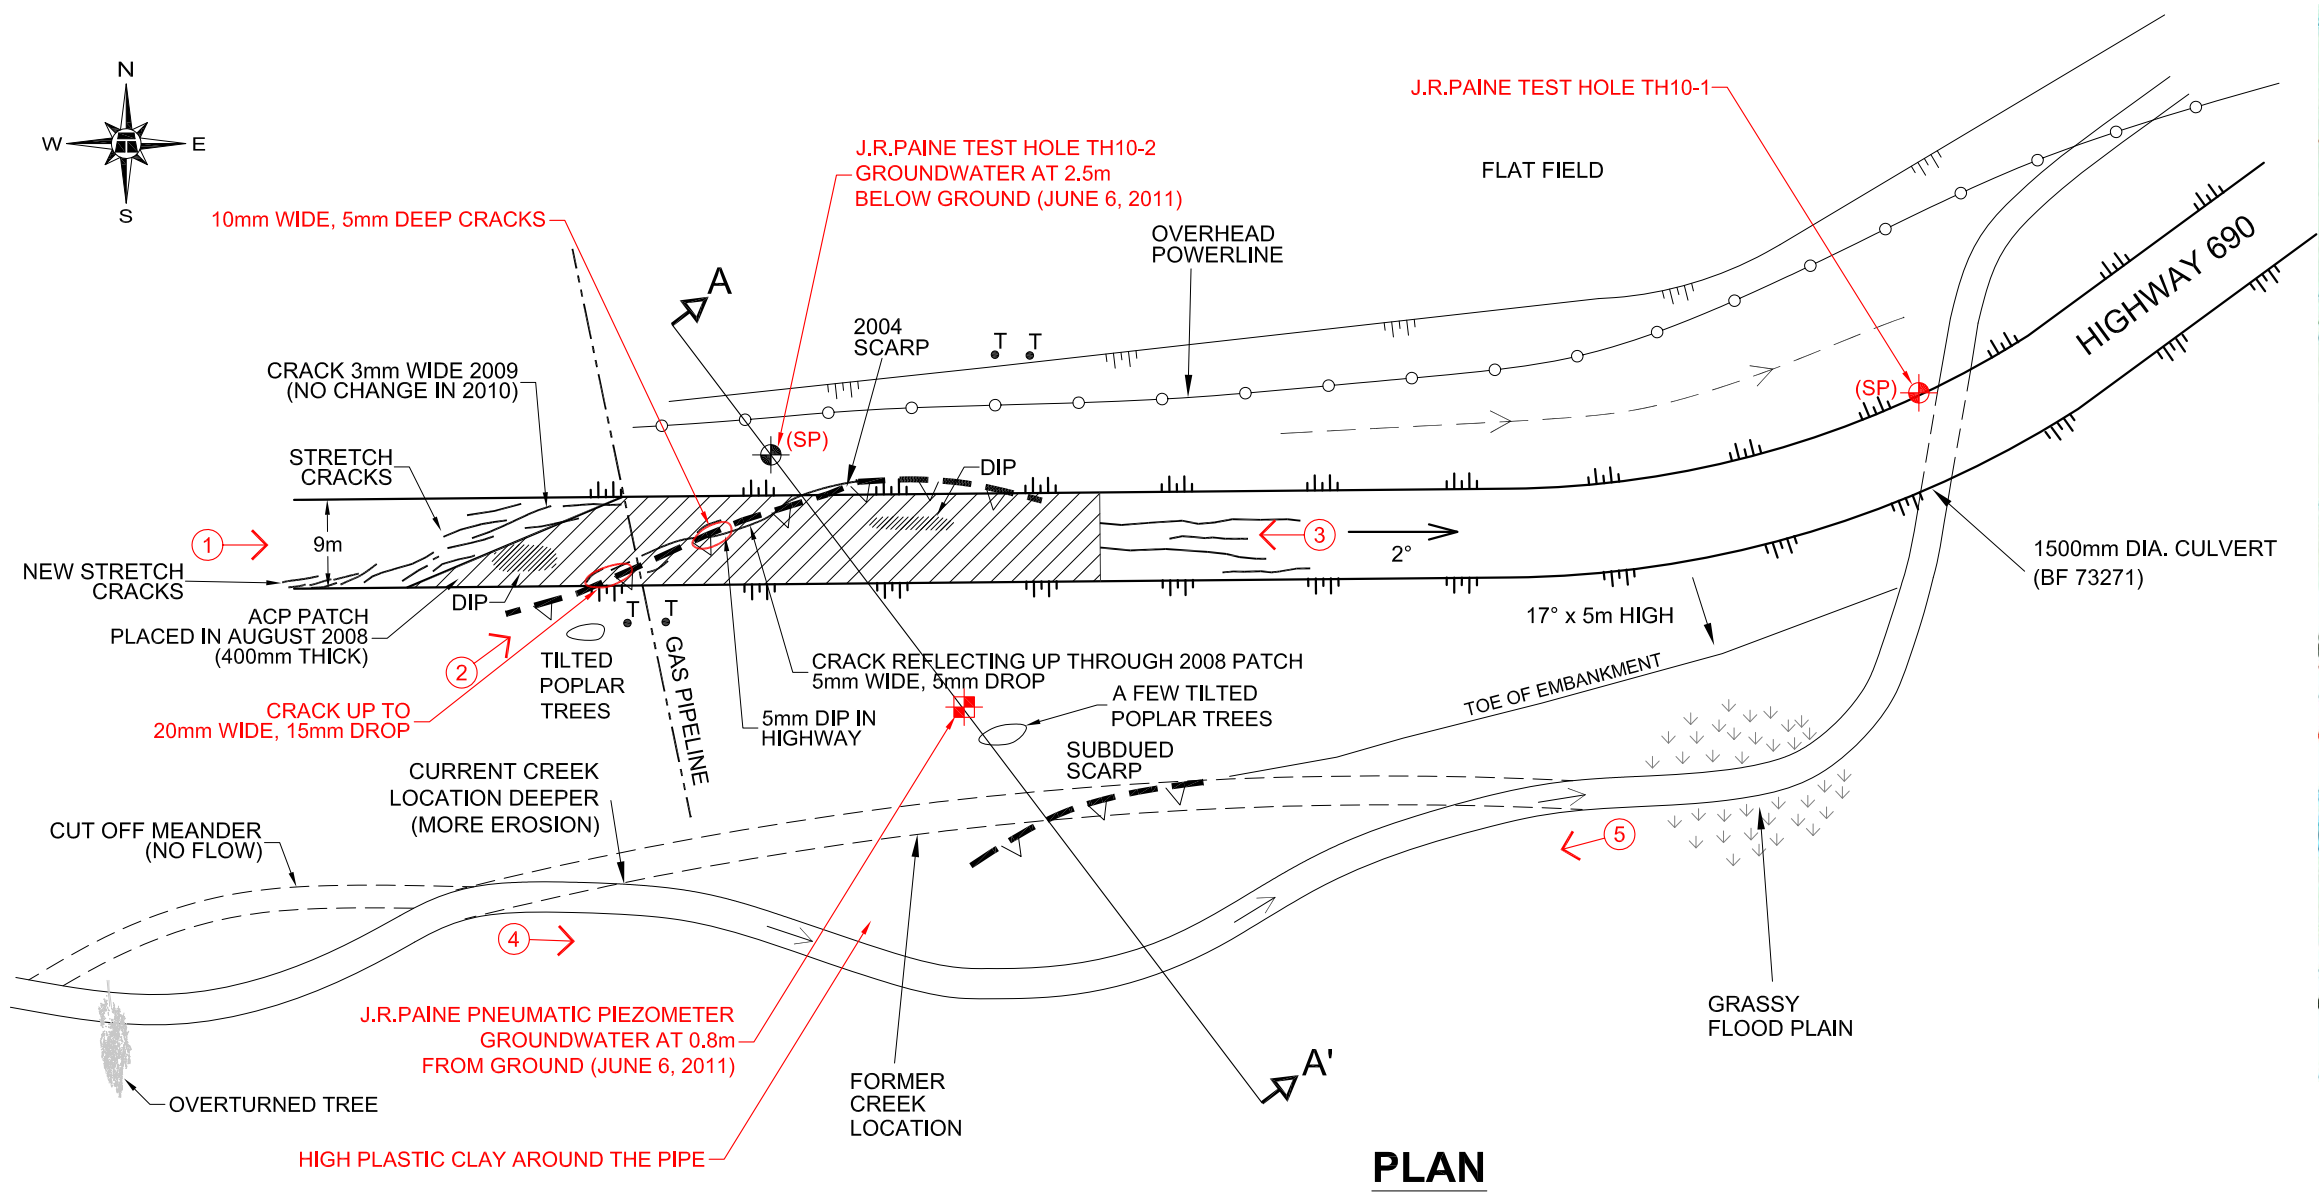 N
W
E
S
J.R.PAINE TEST HOLE TH10-1
J.R.PAINE TEST HOLE TH10-2
GROUNDWATER AT 2.5m
BELOW GROUND (JUNE 6, 2011)
FLAT FIELD
10mm WIDE, 5mm DEEP CRACKS
OVERHEAD
POWERLINE
HIGHWAY 690
A
2004
SCARP
T T
CRACK 3mm WIDE 2009
(NO CHANGE IN 2010)
(SP)
(SP)
STRETCH
CRACKS
DIP
1
9m
3
2°
1500mm DIA. CULVERT
(BF 73271)
NEW STRETCH
CRACKS
DIP
T T
ACP PATCH
PLACED IN AUGUST 2008
(400mm THICK)
17° x 5m HIGH
2
TILTED
POPLAR
TREES
GAS PIPELINE
CRACK REFLECTING UP THROUGH 2008 PATCH
5mm WIDE, 5mm DROP
TOE OF EMBANKMENT
A FEW TILTED
POPLAR TREES
CRACK UP TO
20mm WIDE, 15mm DROP
5mm DIP IN
HIGHWAY
SUBDUED
SCARP
CURRENT CREEK
LOCATION DEEPER
(MORE EROSION)
CUT OFF MEANDER
(NO FLOW)
5
4
J.R.PAINE PNEUMATIC PIEZOMETER
GROUNDWATER AT 0.8m
FROM GROUND (JUNE 6, 2011)
GRASSY
FLOOD PLAIN
A'
FORMER
CREEK
LOCATION
OVERTURNED TREE
HIGH PLASTIC CLAY AROUND THE PIPE
PLAN